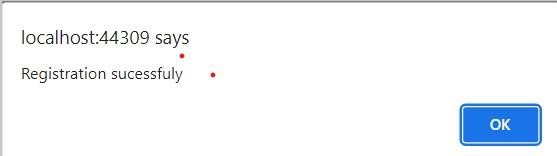 localhost:44309 says
Registration sucessfuly
OK